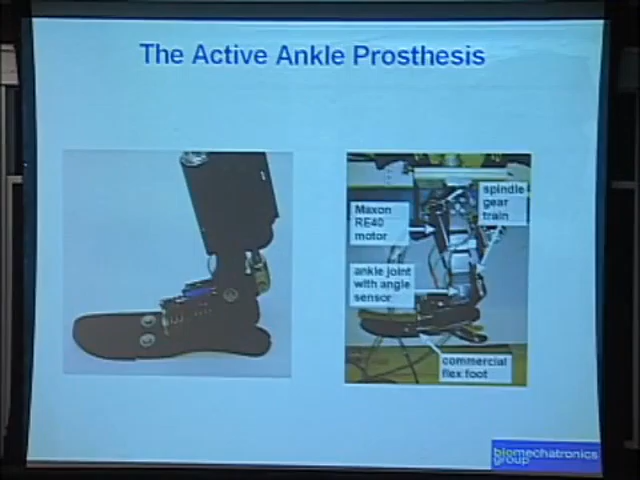 The Active Ankle Prosthesis
Maxon
RE40
motor
spindle
gear
train
ankle joint
with angle
sensor
commercial
flex foot
biomechatronics
group